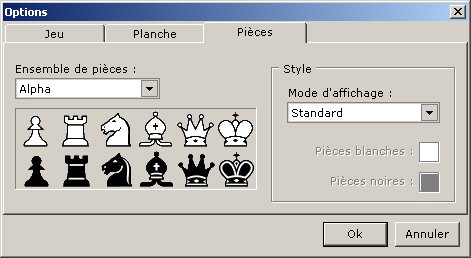 Options
Jeu
Planche
Pièces
Ensemble de pièces :
Alpha
Style
Mode d'affichage :
Standard
Pièces blanches :
Pièces noires :
Ok
Annuler